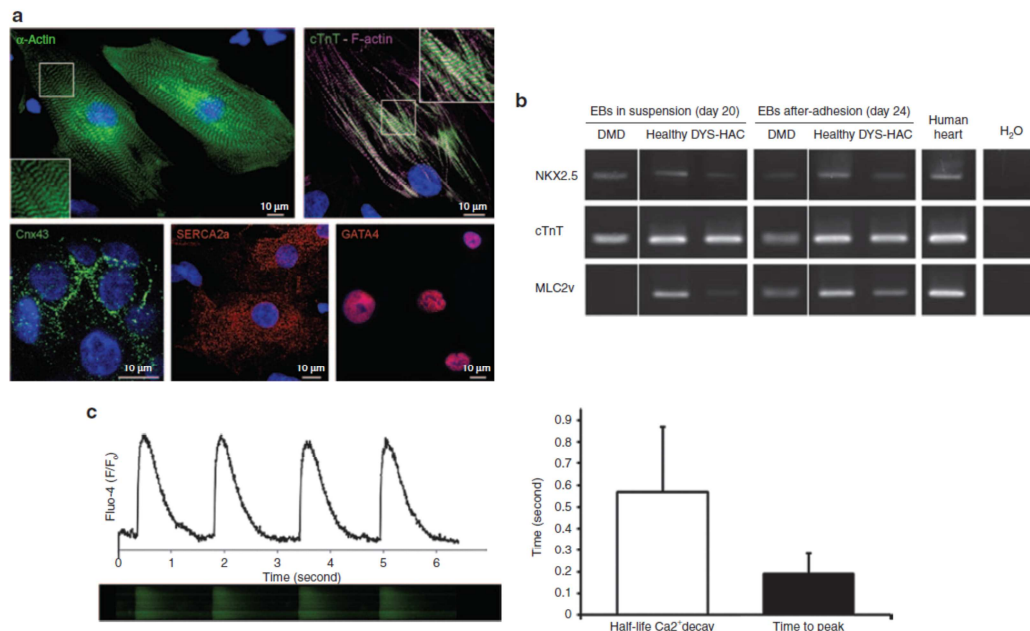 a
α-Actin
cTnT - F-actin
10 µm
10 µm
Cnx43
SERCA2a
GATA4
10 µm
10 µm
10 µm
b
EBs in suspension (day 20)
EBs after-adhesion (day 24)
Human heart
H₂O
DMD
Healthy
DYS-HAC
DMD
Healthy
DYS-HAC
NKX2.5
cTnT
MLC2v
c
Fluo-4 (F/F₀)
0 1 2 3 4 5 6
Time (second)
Time (second)
0.9
0.8
0.7
0.6
0.5
0.4
0.3
0.2
0.1
0
Half-life Ca²⁺decay
Time to peak